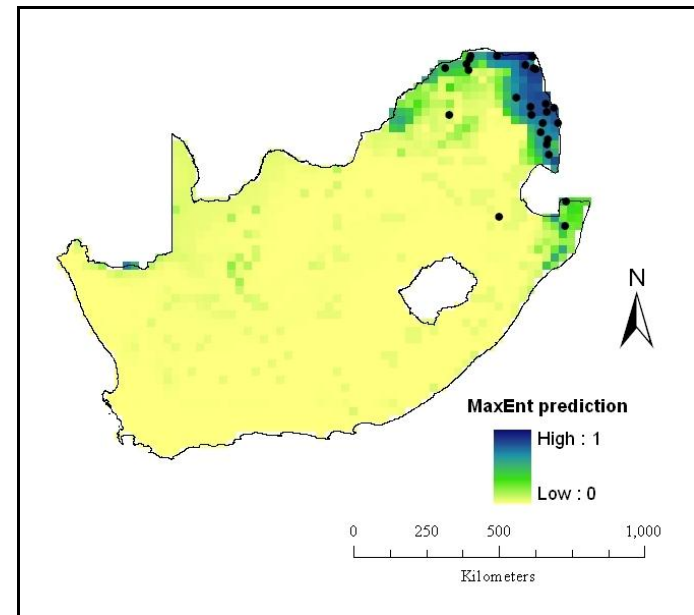 N
MaxEnt prediction
High : 1
Low : 0
0 250 500 1,000
Kilometers